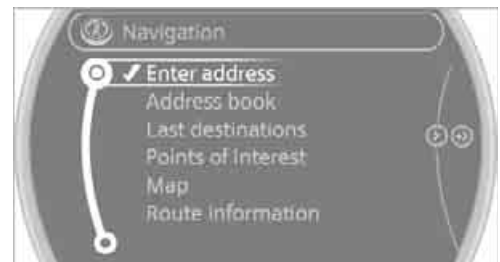 Navigation
Enter address
Address book
Last destinations
Points of Interest
Map
Route information